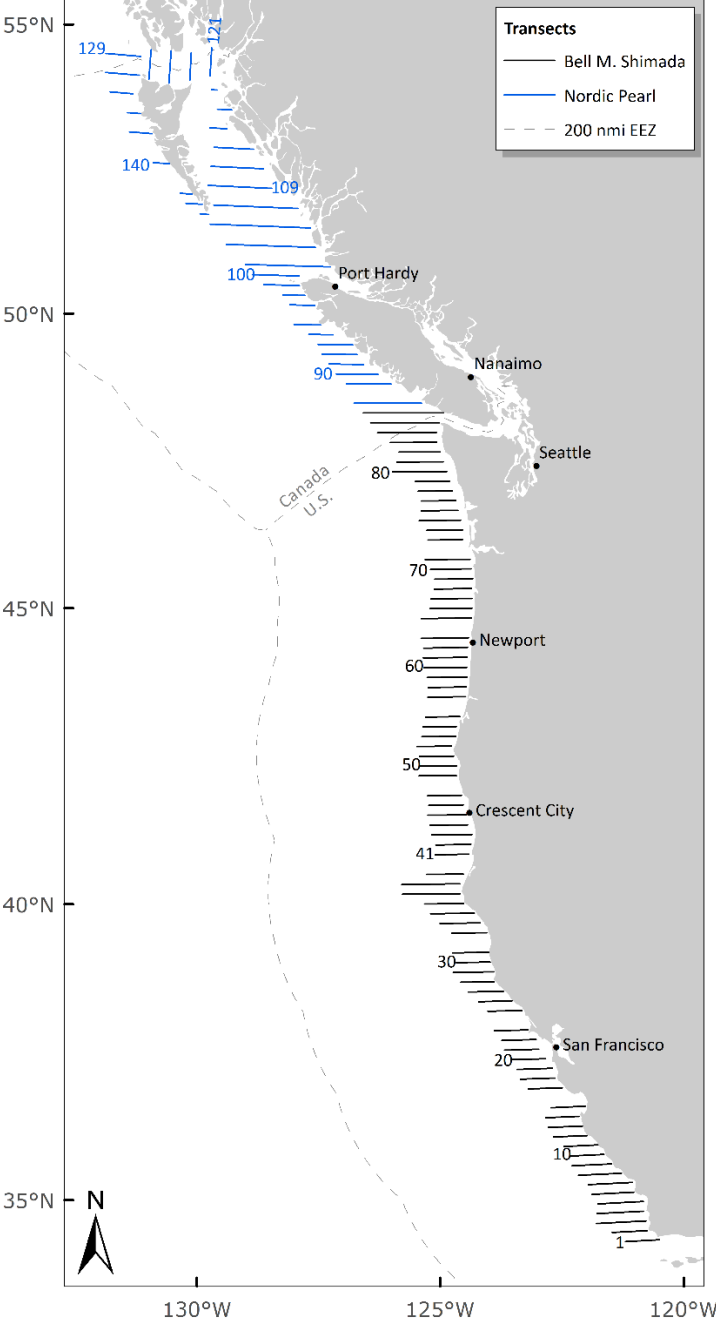 55°N
121
129
Transects
Bell M. Shimada
Nordic Pearl
200 nmi EEZ
140
109
100
Port Hardy
50°N
Nanaimo
90
Seattle
80
Canada
U.S.
70
45°N
Newport
60
50
Crescent City
41
40°N
30
San Francisco
20
10
35°N
N
1
130°W
125°W
120°W